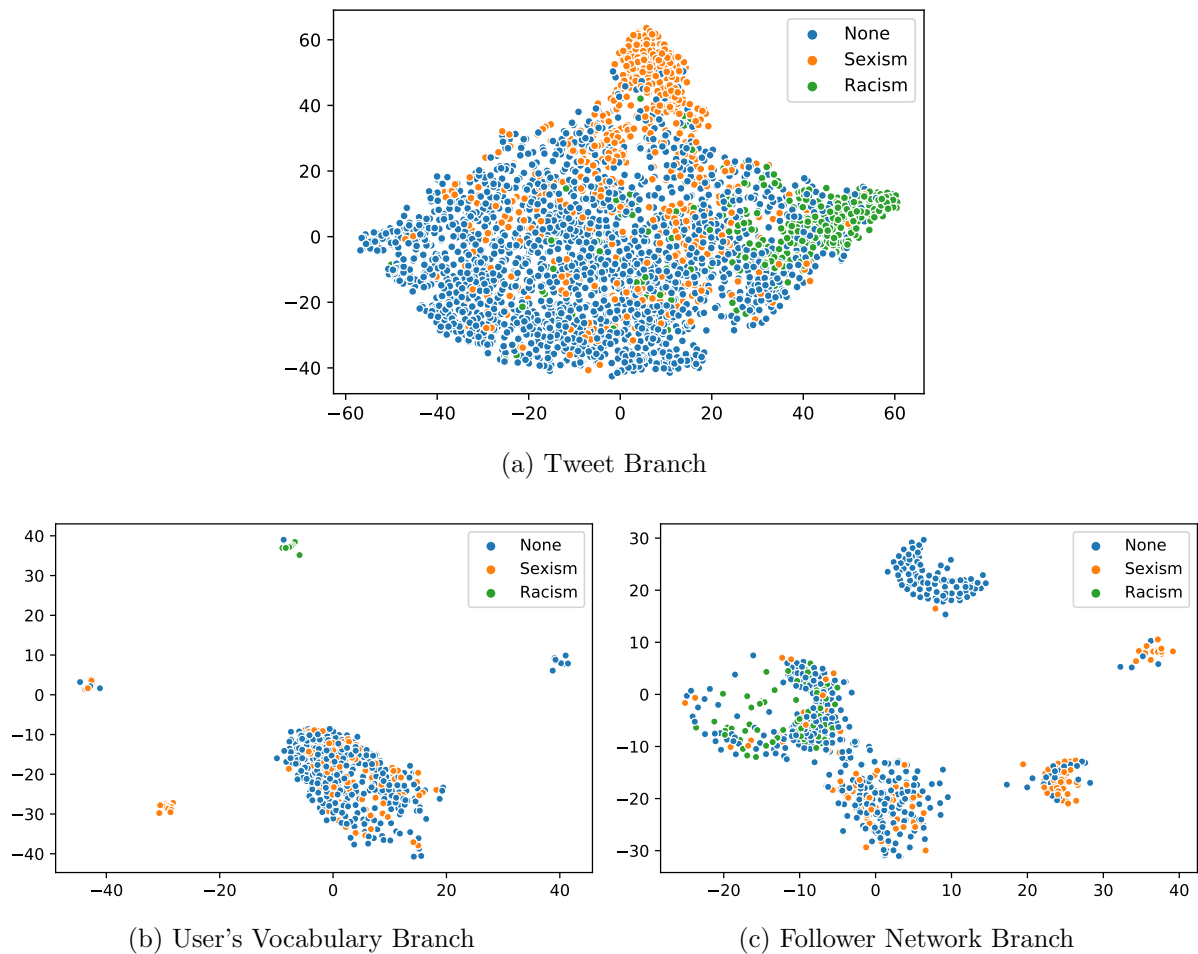 60
40
20
0
−20
−40
−60 −40 −20 0 20 40 60
None
Sexism
Racism
(a) Tweet Branch
40
30
20
10
0
−10
−20
−30
−40
−40 −20 0 20 40
None
Sexism
Racism
(b) User's Vocabulary Branch
30
20
10
0
−10
−20
−30
−20 −10 0 10 20 30 40
None
Sexism
Racism
(c) Follower Network Branch